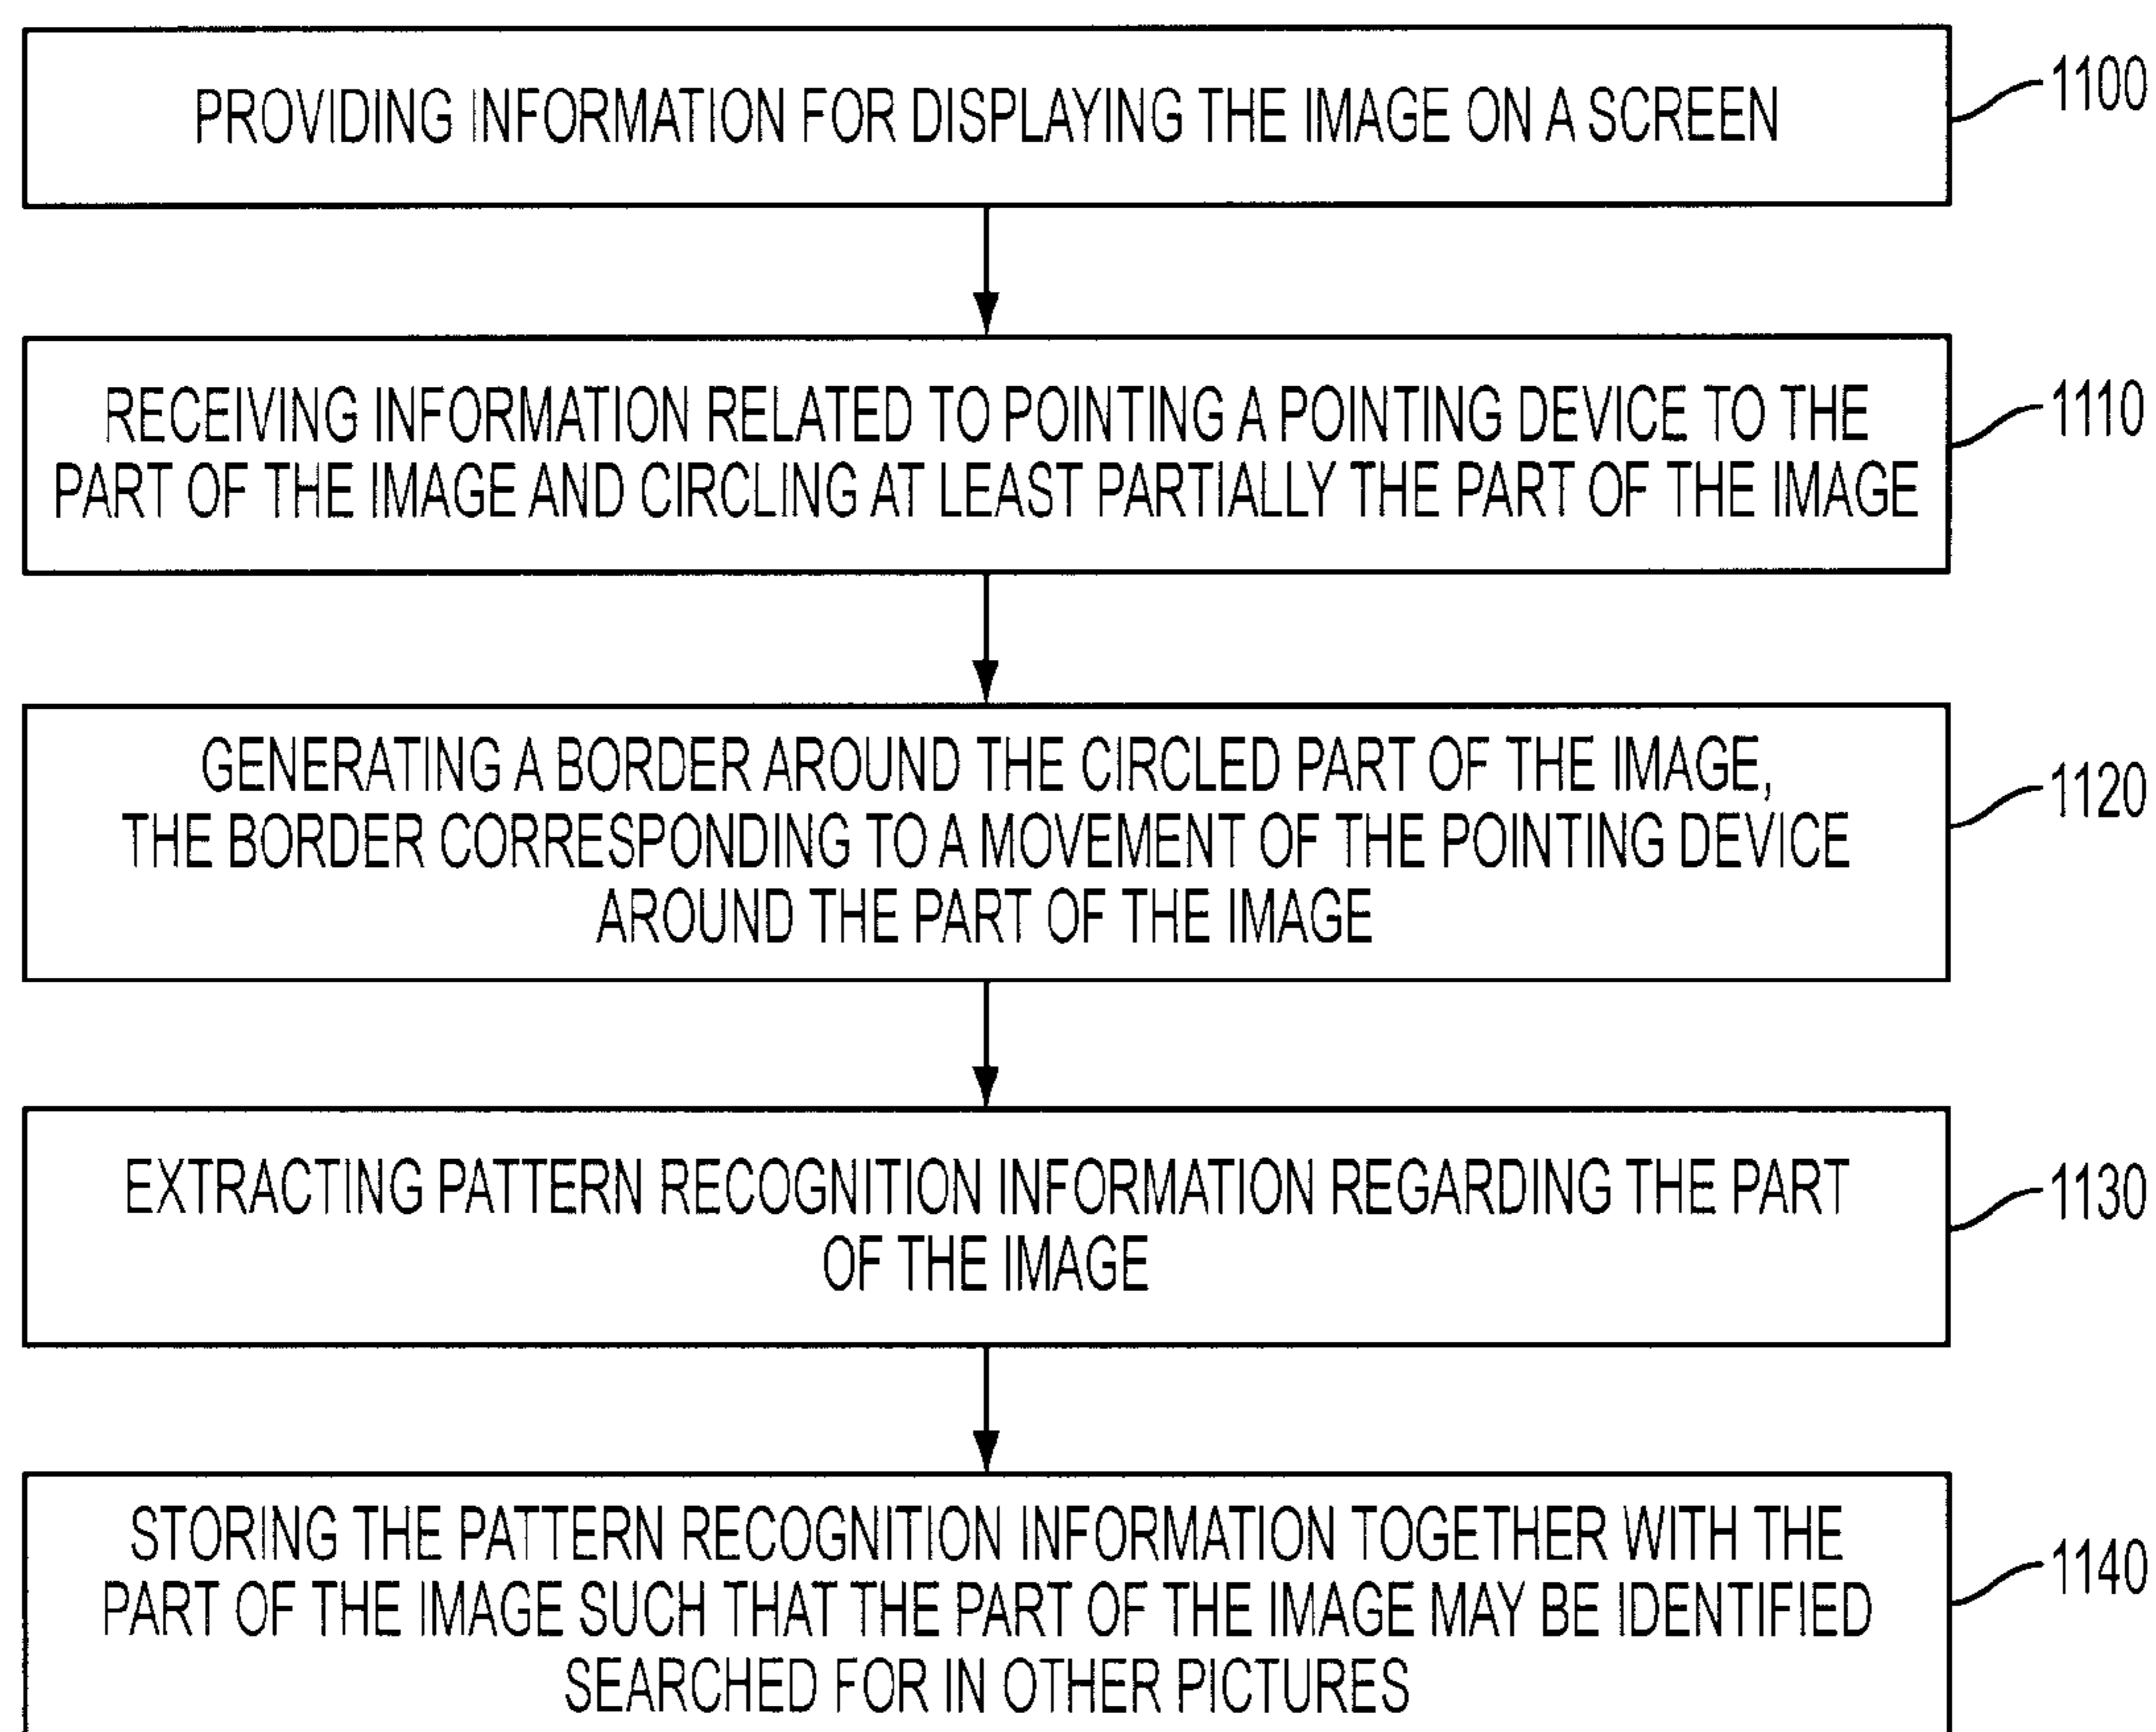 PROVIDING INFORMATION FOR DISPLAYING THE IMAGE ON A SCREEN
1100
RECEIVING INFORMATION RELATED TO POINTING A POINTING DEVICE TO THE
PART OF THE IMAGE AND CIRCLING AT LEAST PARTIALLY THE PART OF THE IMAGE
1110
GENERATING A BORDER AROUND THE CIRCLED PART OF THE IMAGE,
THE BORDER CORRESPONDING TO A MOVEMENT OF THE POINTING DEVICE
AROUND THE PART OF THE IMAGE
1120
EXTRACTING PATTERN RECOGNITION INFORMATION REGARDING THE PART
OF THE IMAGE
1130
STORING THE PATTERN RECOGNITION INFORMATION TOGETHER WITH THE
PART OF THE IMAGE SUCH THAT THE PART OF THE IMAGE MAY BE IDENTIFIED
SEARCHED FOR IN OTHER PICTURES
1140